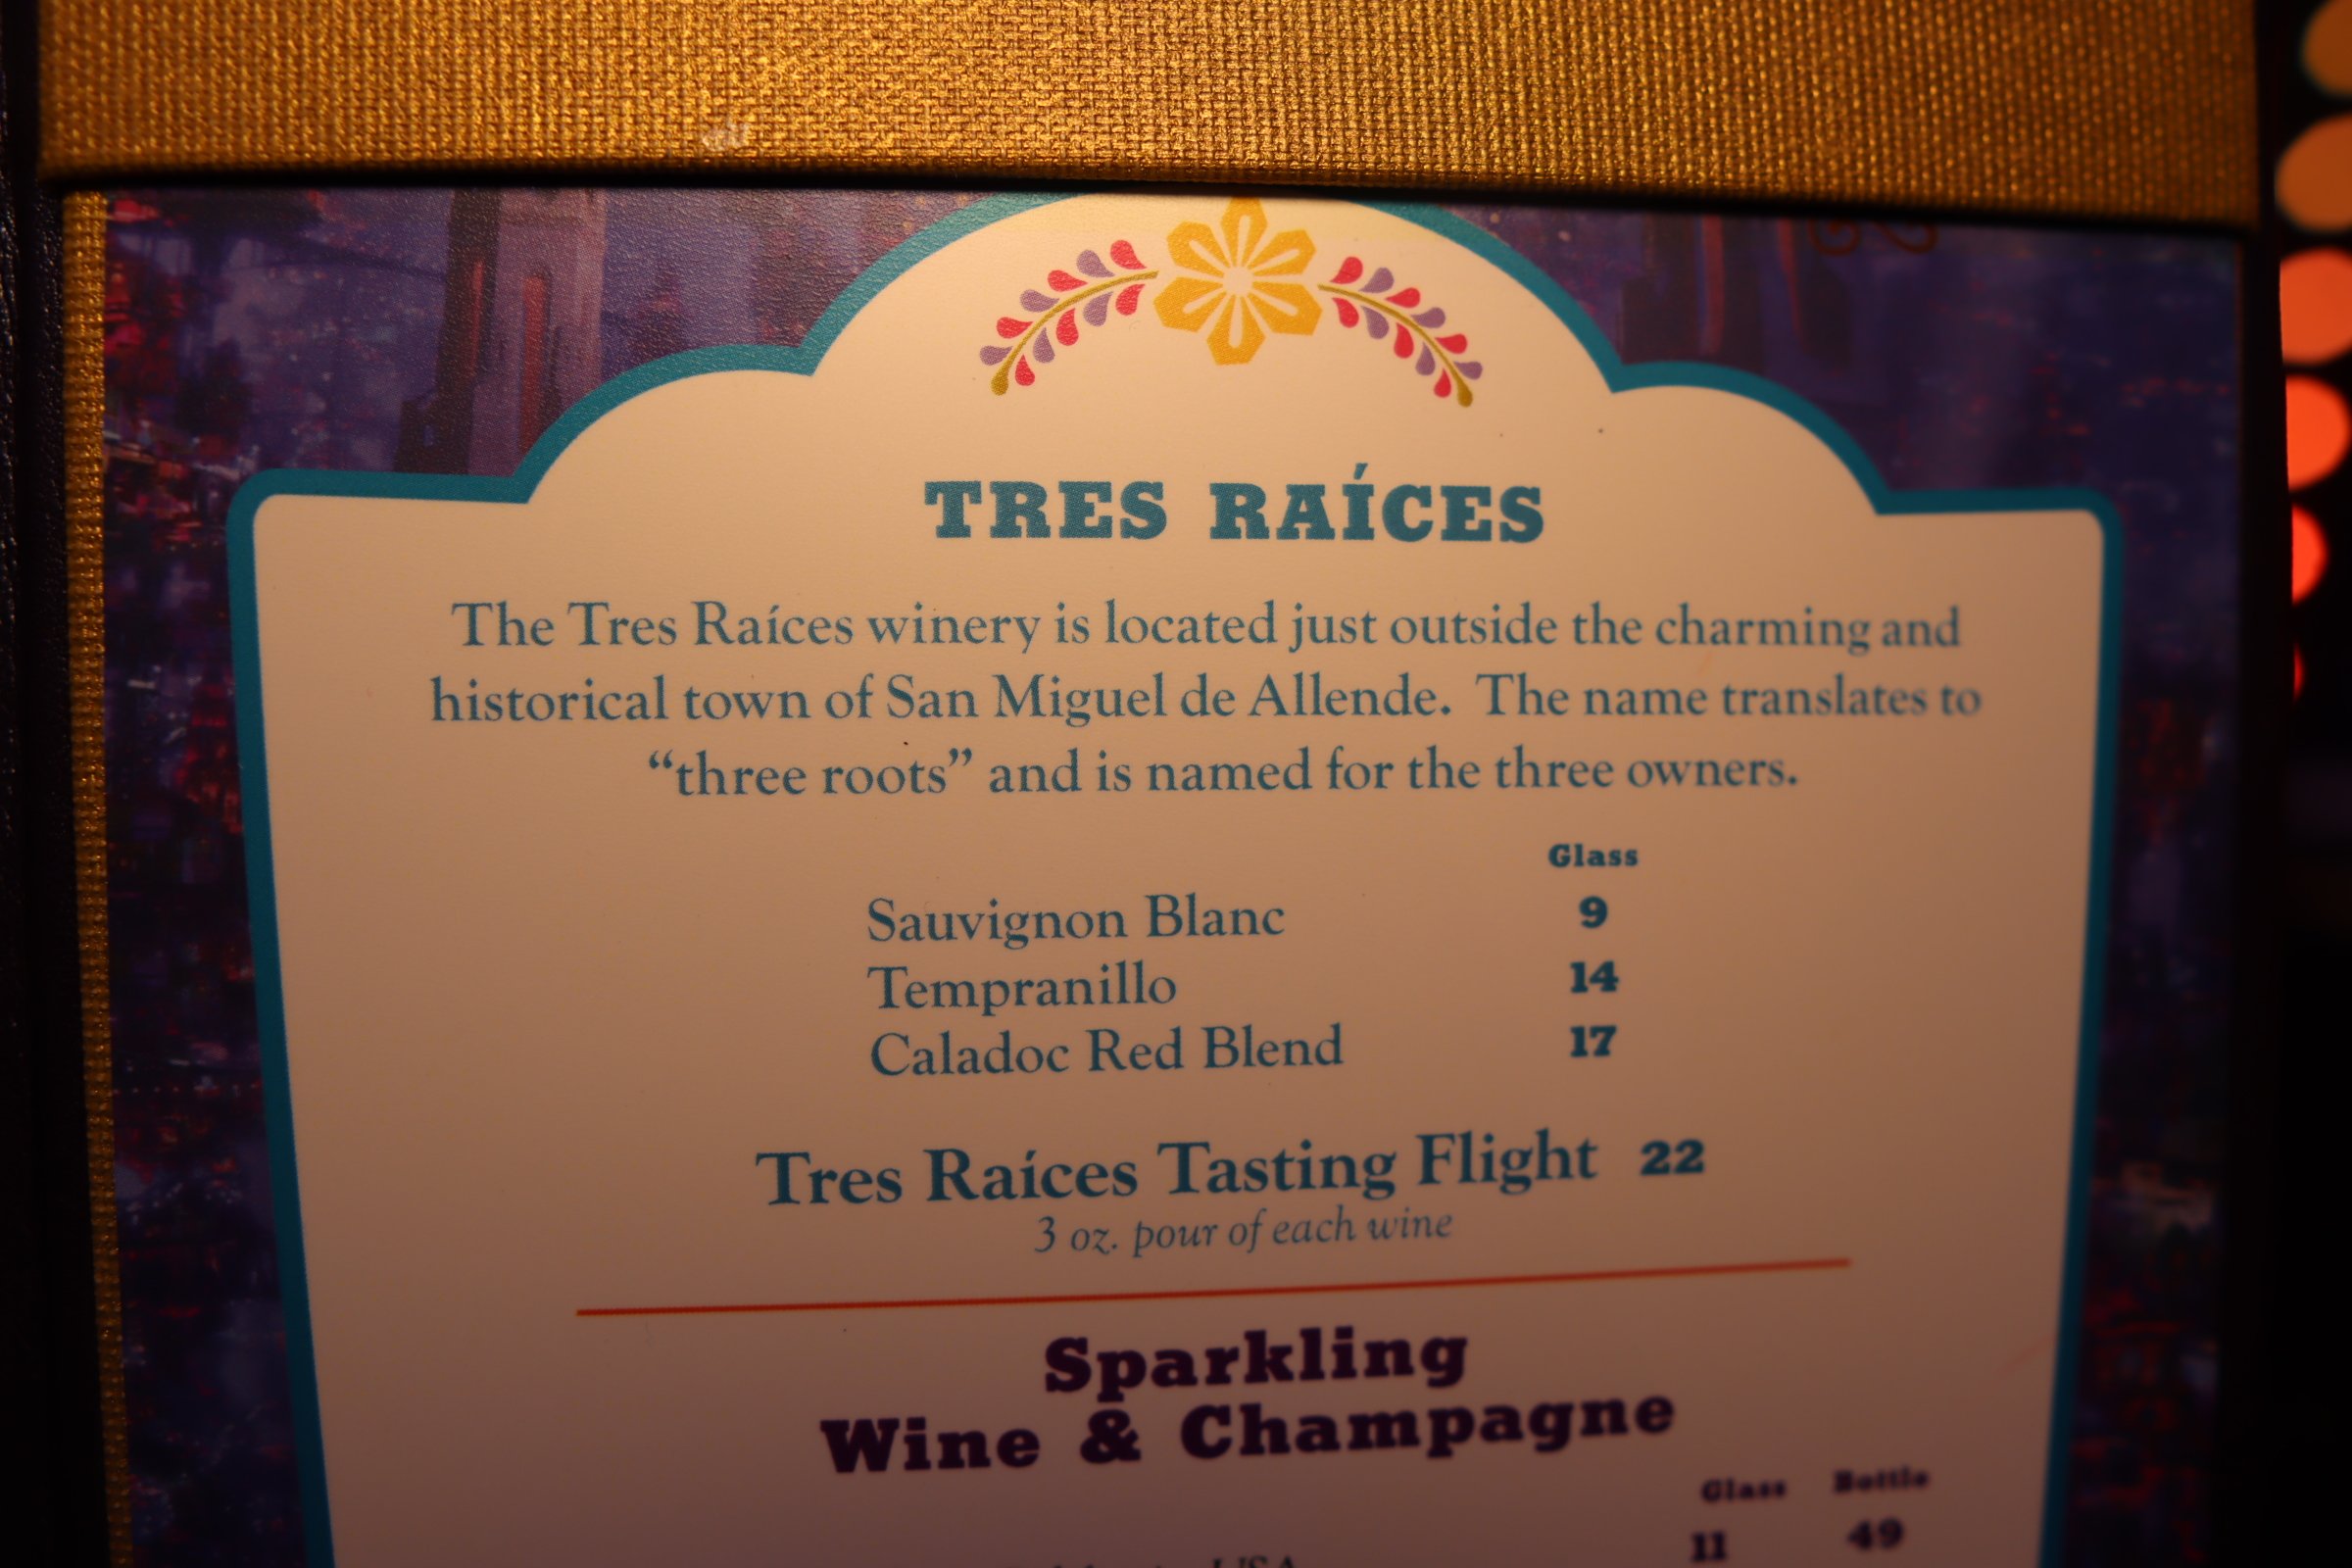 TRES RAÍCES
The Tres Raíces winery is located just outside the charming and
historical town of San Miguel de Allende. The name translates to
“three roots” and is named for the three owners.
Glass
Sauvignon Blanc 9
Tempranillo 14
Caladoc Red Blend 17
Tres Raíces Tasting Flight 22
3 oz. pour of each wine
Sparkling
Wine & Champagne
Glass Bottle
11 49
USA